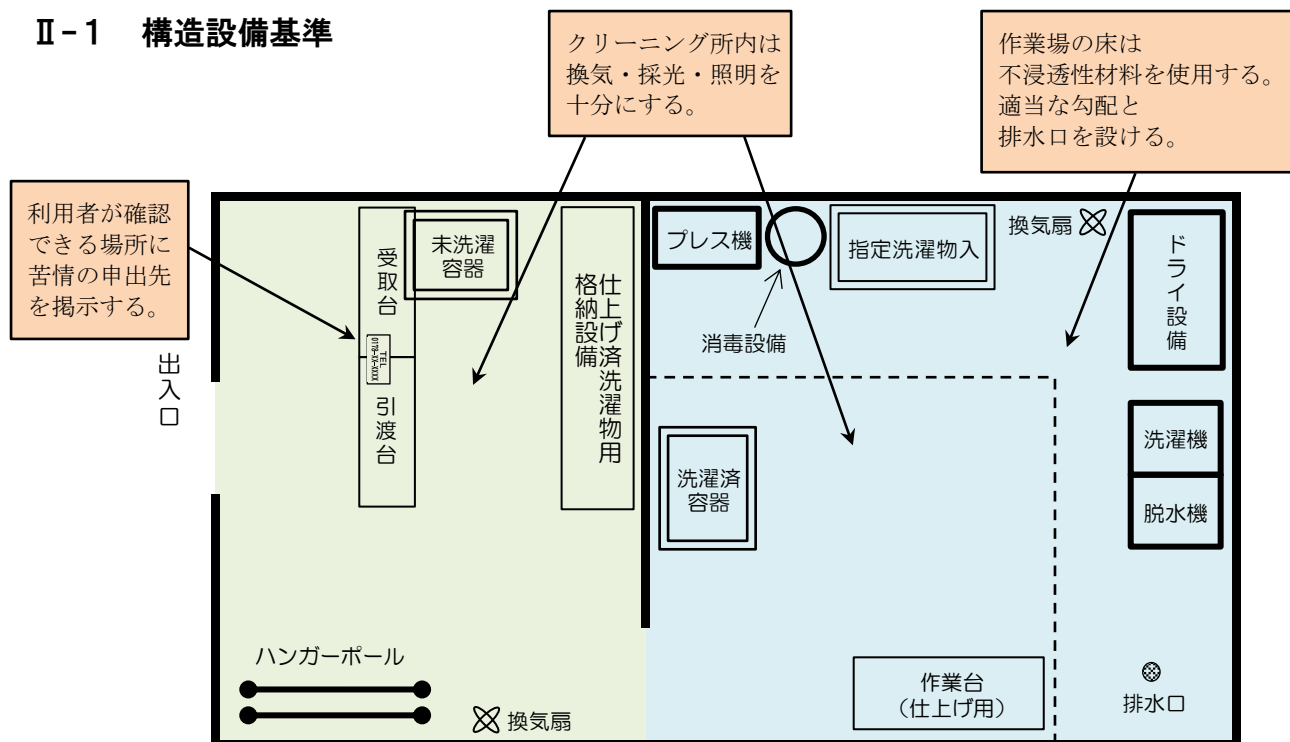 Ⅱ-1 構造設備基準
クリーニング所内は
換気・採光・照明を
十分にする。
作業場の床は
不浸透性材料を使用する。
適当な勾配と
排水口を設ける。
利用者が確認
できる場所に
苦情の申出先
を掲示する。
出入口
受取台
TEL
0178-XX-XXXX
引渡台
未洗濯
容器
仕上げ済洗濯物用
格納設備
ハンガーポール
換気扇
プレス機
消毒設備
指定洗濯物入
換気扇
ドライ設備
洗濯済
容器
洗濯機
脱水機
作業台
(仕上げ用)
排水口